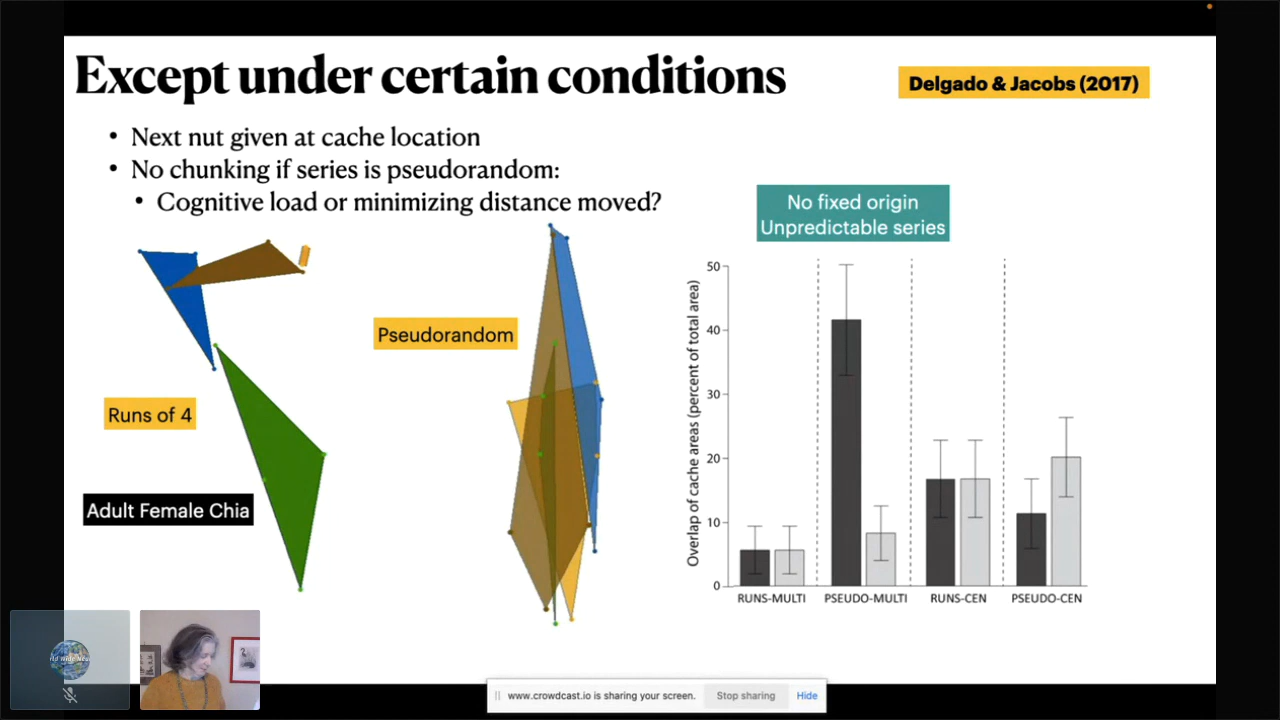 Except under certain conditions
Delgado & Jacobs (2017)
• Next nut given at cache location
• No chunking if series is pseudorandom:
• Cognitive load or minimizing distance moved?
No fixed origin
Unpredictable series
Pseudorandom
Runs of 4
Adult Female Chia
Overlap of cache areas (percent of total area)
50
40
30
20
10
0
RUNS-MULTI
PSEUDO-MULTI
RUNS-CEN
PSEUDO-CEN
www.crowdcast.io is sharing your screen.
Stop sharing
Hide